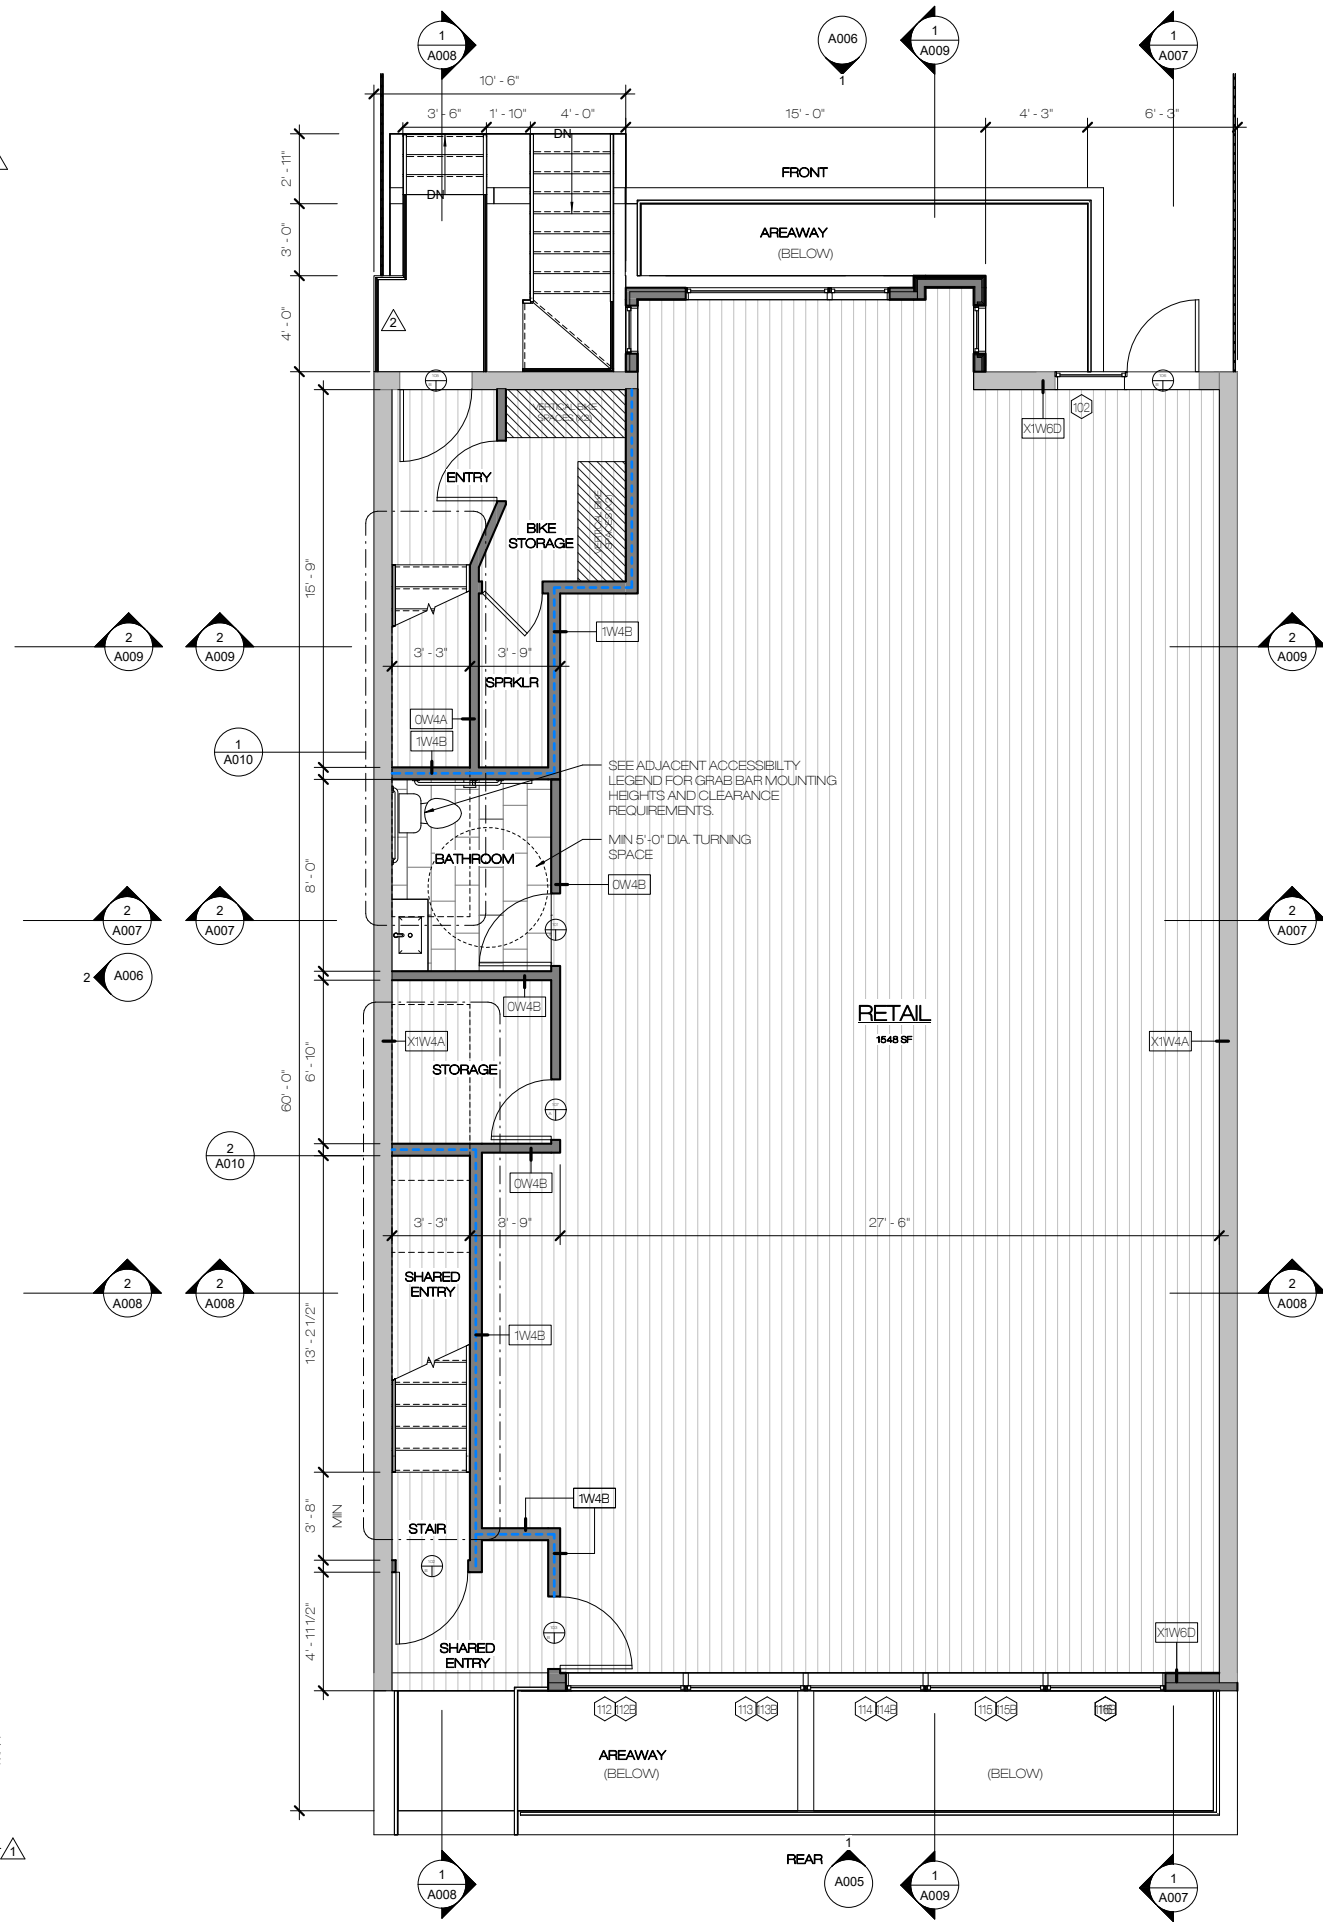 1
A008
A006
1
1
A009
1
A007
10' - 6"
3' - 6"
1' - 10"
4' - 0"
15' - 0"
4' - 3"
6' - 3"
DN
DN
2' - 11"
FRONT
3' - 0"
AREAWAY
(BELOW)
4' - 0"
2
VERTICAL BIKE
SPACES (X2)
102
X1W6D
ENTRY
BIKE
STORAGE
15' - 9"
1W4B
2
A009
2
A009
2
A009
3' - 3"
3' - 9"
SPRKLR
0W4A
1W4B
1
A010
SEE ADJACENT ACCESSIBILTY
LEGEND FOR GRAB BAR MOUNTING
HEIGHTS AND CLEARANCE
REQUIREMENTS.
MIN 5'-0" DIA. TURNING
SPACE
BATHROOM
8' - 0"
0W4B
2
A007
2
A007
2
A007
2
A006
0W4B
RETAIL
1548 SF
X1W4A
X1W4A
6' - 10"
STORAGE
60' - 0"
2
A010
0W4B
3' - 3"
8' - 9"
27' - 6"
SHARED
ENTRY
2
A008
2
A008
2
A008
13' - 2 1/2"
1W4B
1W4B
3' - 8"
MIN
STAIR
4' - 11 1/2"
SHARED
ENTRY
X1W6D
112
112B
113
113B
114
114B
115
115B
AREAWAY
(BELOW)
(BELOW)
1
REAR
A005
1
1
A008
1
A009
1
A007